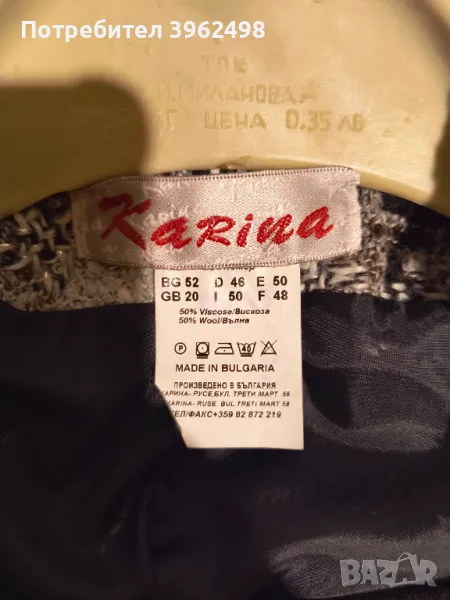 Потребител 3962498
ТПК
И. МИЛАНОВА-
Г ЦЕНА 0.35 ЛВ
Karina
BG 52 D 46 E 50
GB 20 I 50 F 48
50% Viscose/Вискоза
50% Wool/Вълна
P 40
MADE IN BULGARIA
ПРОИЗВЕДЕНО В БЪЛГАРИЯ
КАРИНА- РУСЕ,БУЛ. ТРЕТИ МАРТ 58
KARINA- RUSE, BUL.TRETI MART 58
ТЕЛ/ФАКС+359 82 872 219
BAZAR